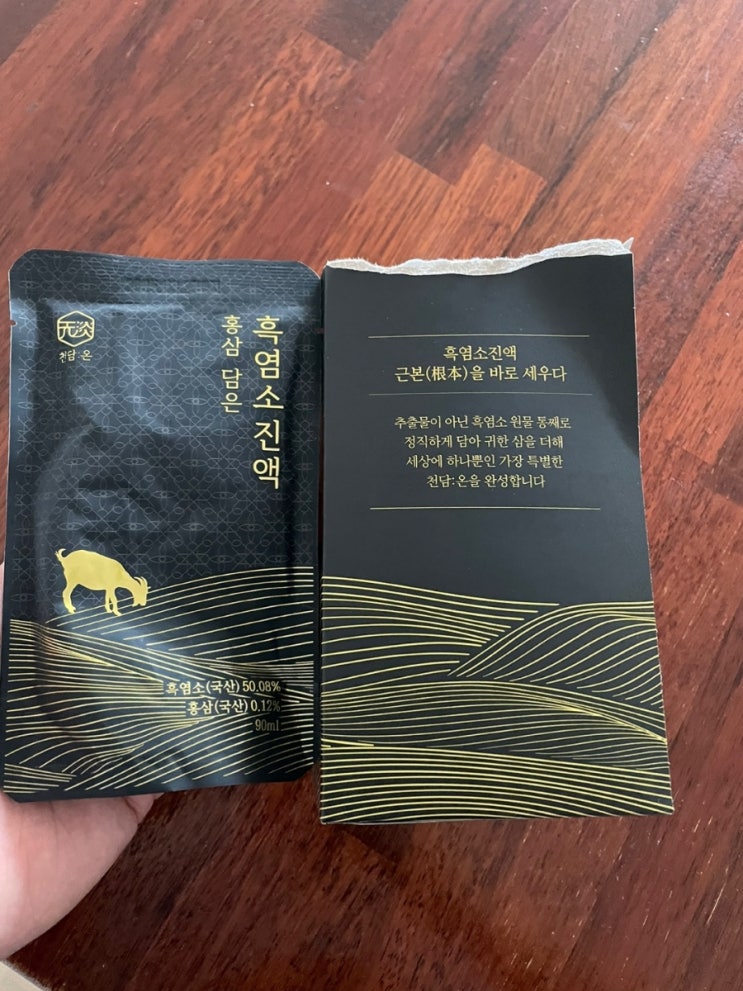 천담:온
홍삼 담은
흑염소 진액
흑염소(국산) 50.08%
홍삼(국산) 0.12%
90ml
흑염소진액
근본(根本)을 바로 세우다
추출물이 아닌 흑염소 원물 통째로
정직하게 담아 귀한 삼을 더해
세상에 하나뿐인 가장 특별한
천담:온을 완성합니다